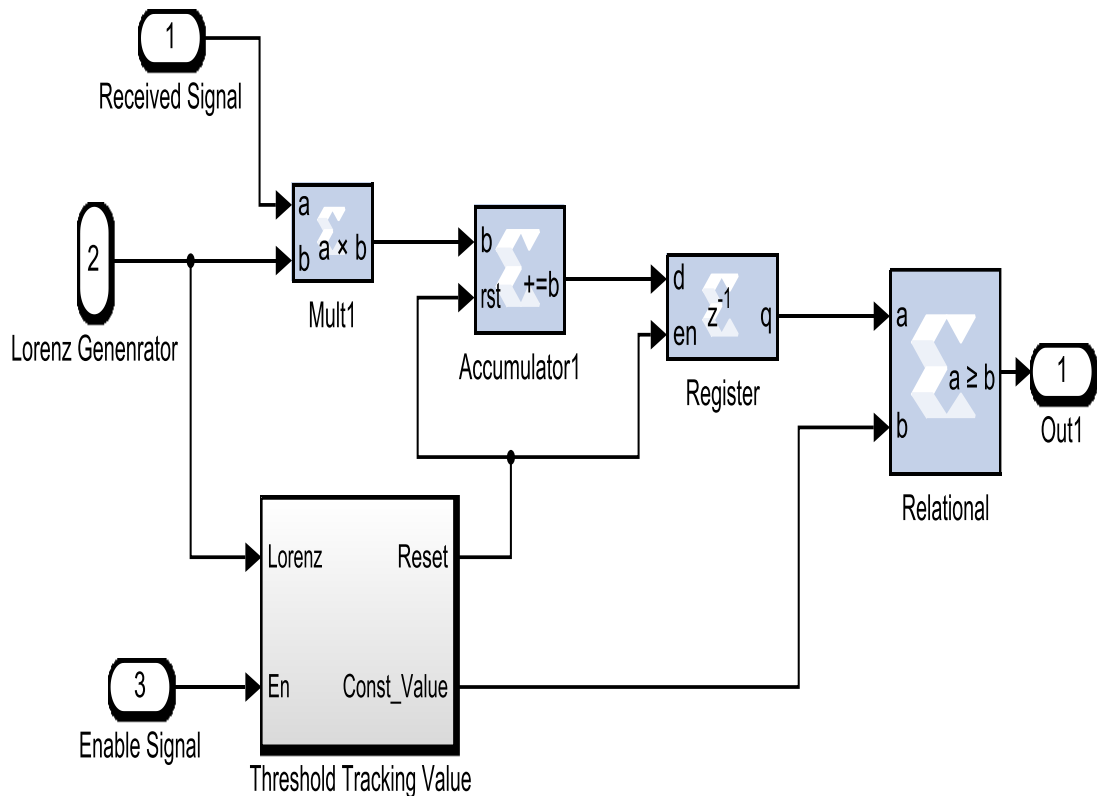 1
Received Signal
2
Lorenz Genenrator
a
b
a × b
Mult1
b
rst
+=b
Accumulator1
d
en
z-1
q
Register
a
b
a ≥ b
Relational
1
Out1
Lorenz
Reset
En
Const_Value
Threshold Tracking Value
3
Enable Signal